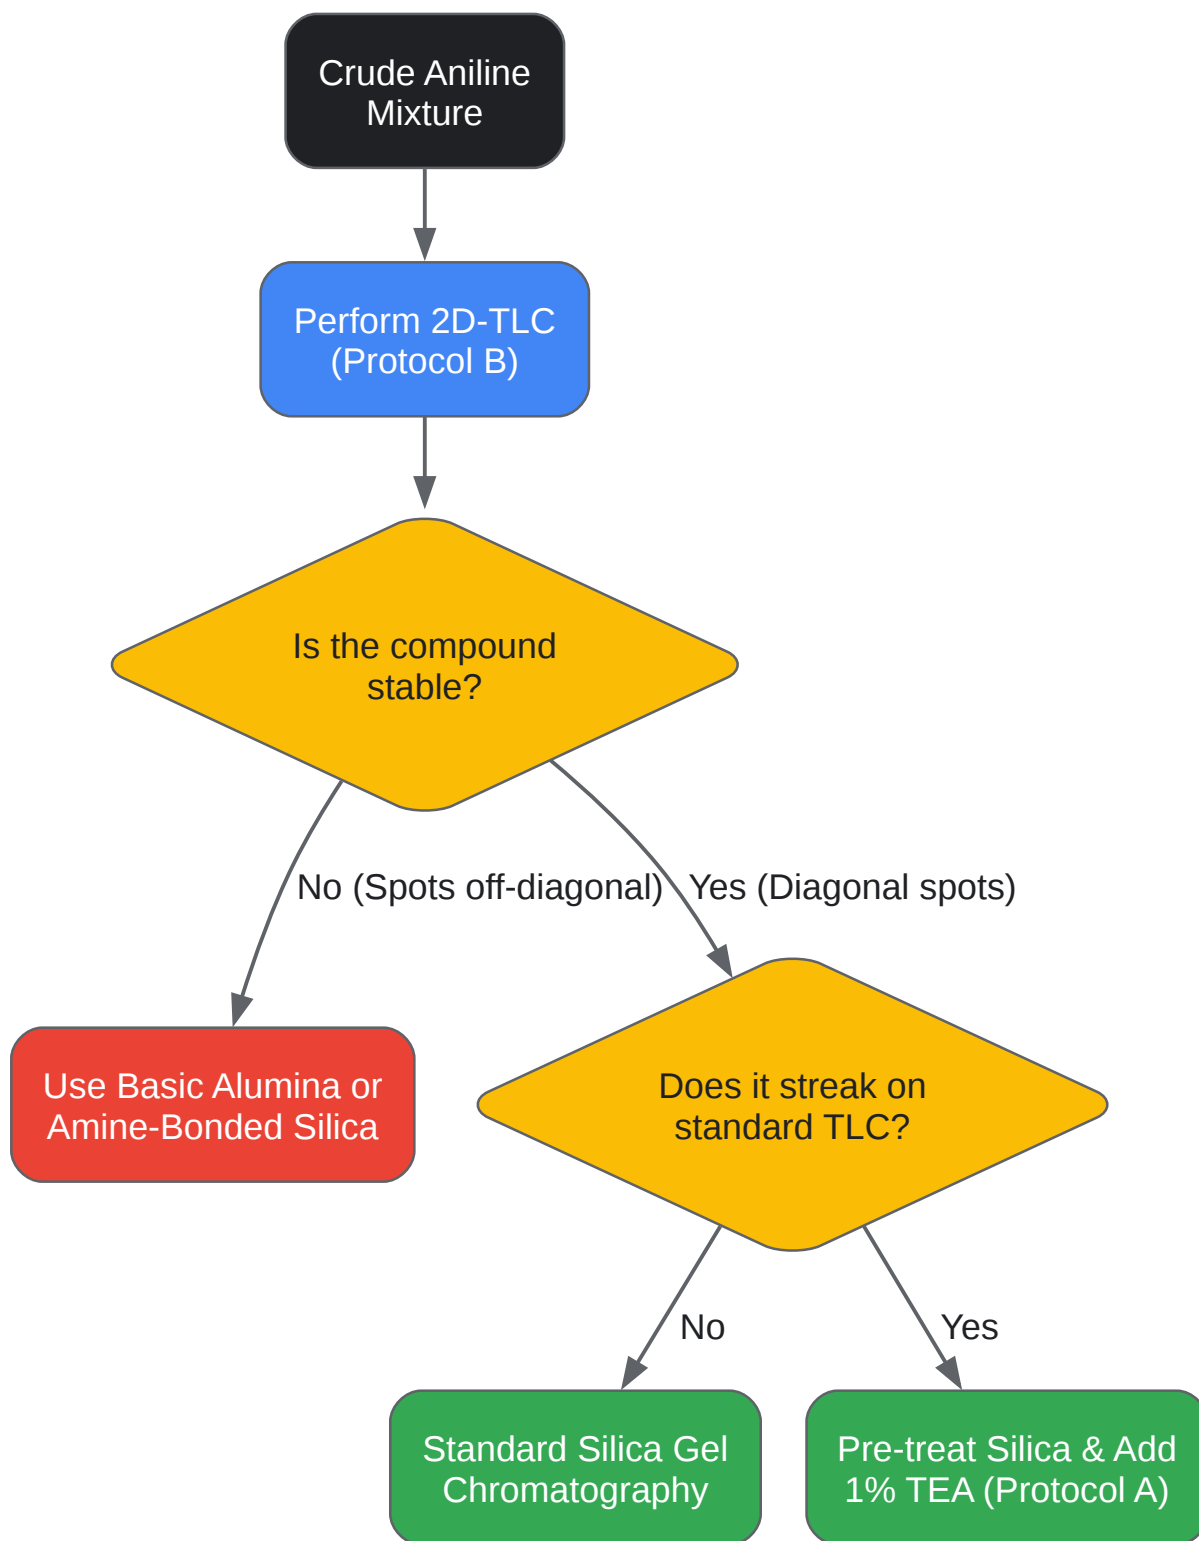 Crude Aniline
Mixture
Perform 2D-TLC
(Protocol B)
Is the compound
stable?
No (Spots off-diagonal)
Yes (Diagonal spots)
Use Basic Alumina or
Amine-Bonded Silica
Does it streak on
standard TLC?
No
Yes
Standard Silica Gel
Chromatography
Pre-treat Silica & Add
1% TEA (Protocol A)